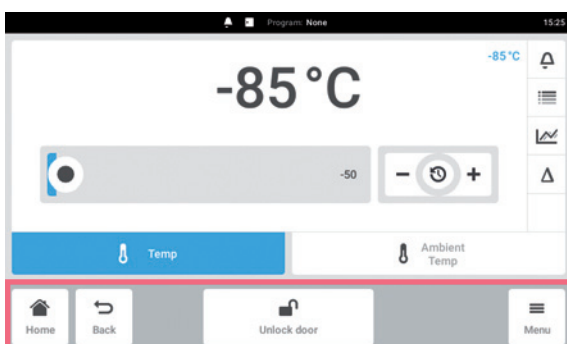 Program: None
15:25
-85°C
-85°C
-50
Temp
Ambient
Temp
Home
Back
Unlock door
Menu